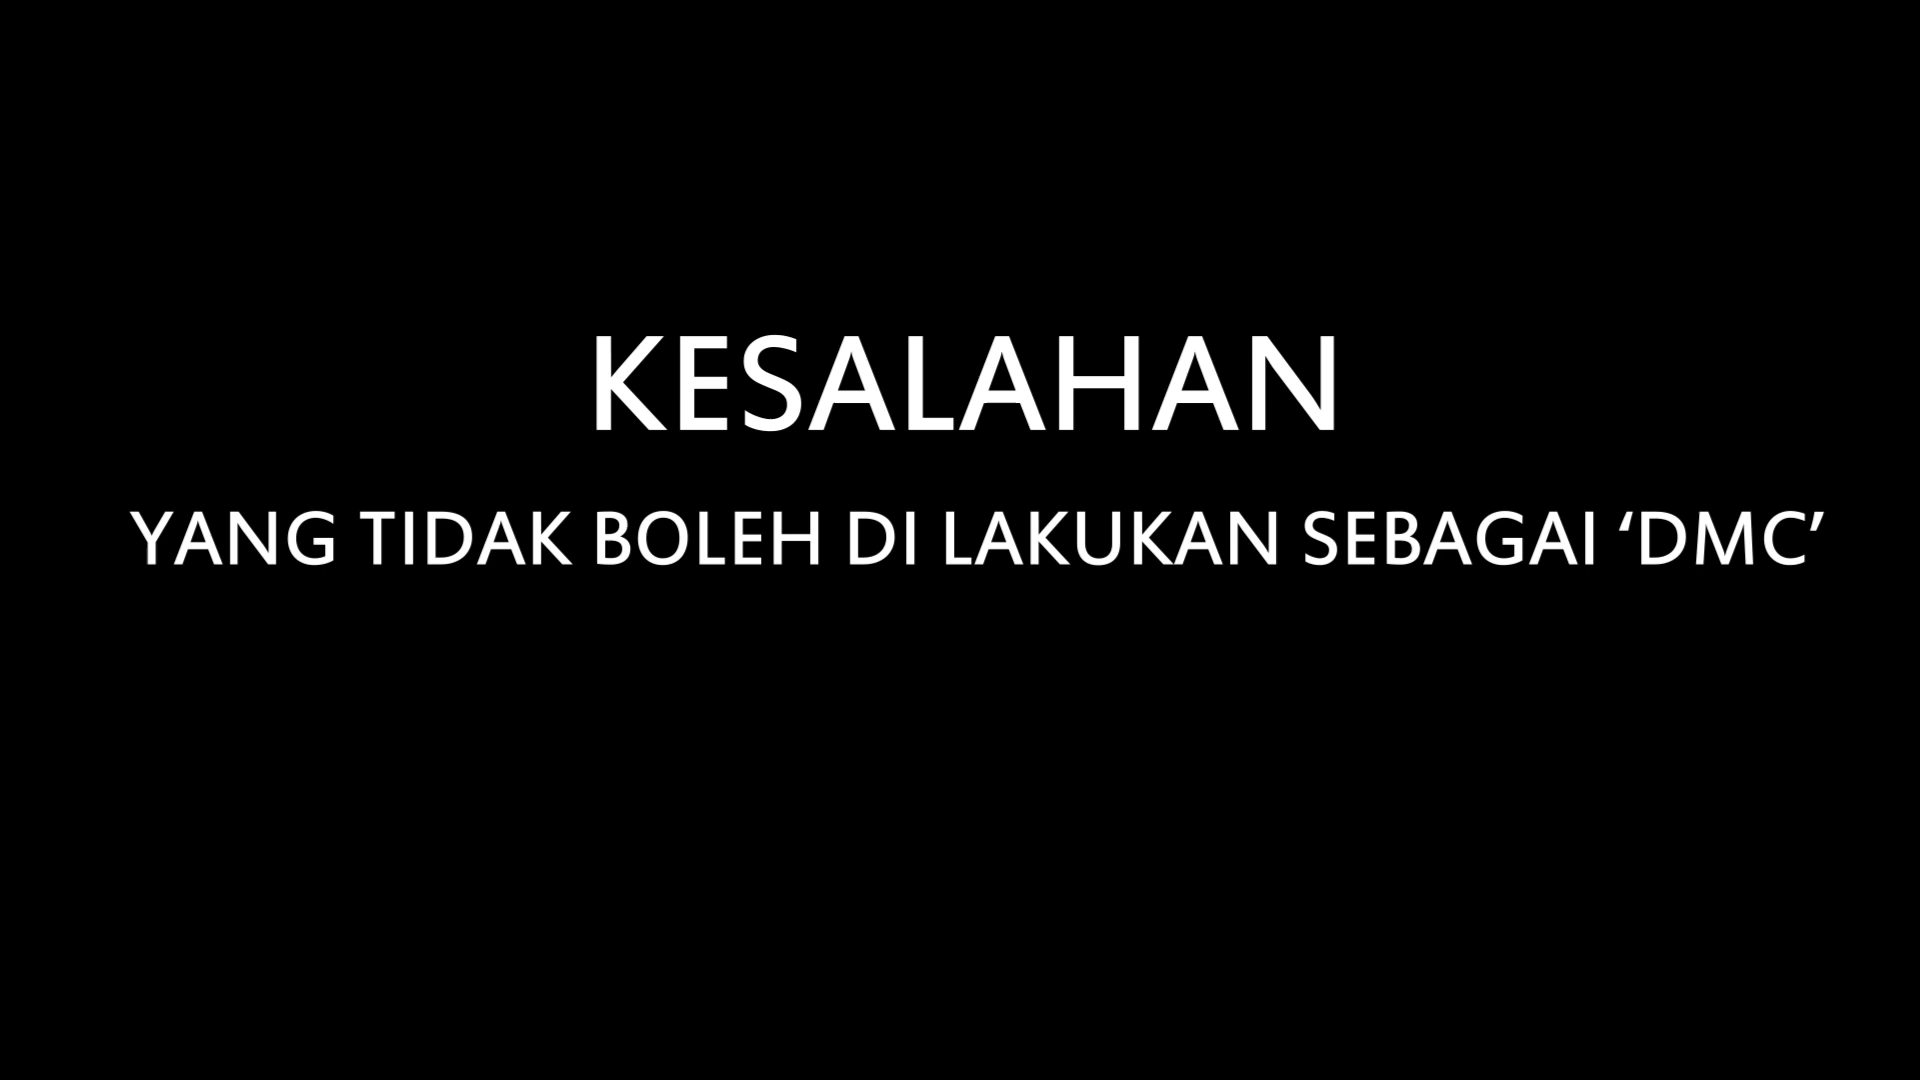 KESALAHAN
YANG TIDAK BOLEH DI LAKUKAN SEBAGAI ‘DMC’